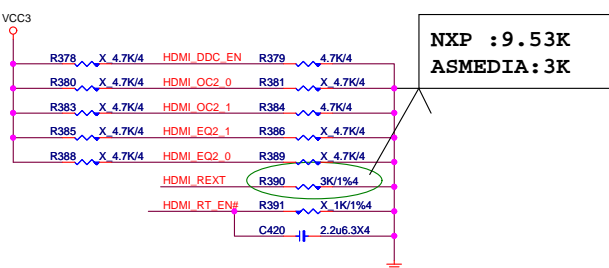 VCC3
NXP :9.53K
ASMEDIA:3K
R378 X_4.7K/4 HDMI_DDC_EN R379 4.7K/4
R380 X_4.7K/4 HDMI_OC2_0 R381 X_4.7K/4
R383 X_4.7K/4 HDMI_OC2_1 R384 4.7K/4
R385 X_4.7K/4 HDMI_EQ2_1 R386 X_4.7K/4
R388 X_4.7K/4 HDMI_EQ2_0 R389 X_4.7K/4
HDMI_REXT R390 3K/1%4
HDMI_RT_EN# R391 X_1K/1%4
C420 2.2u6.3X4